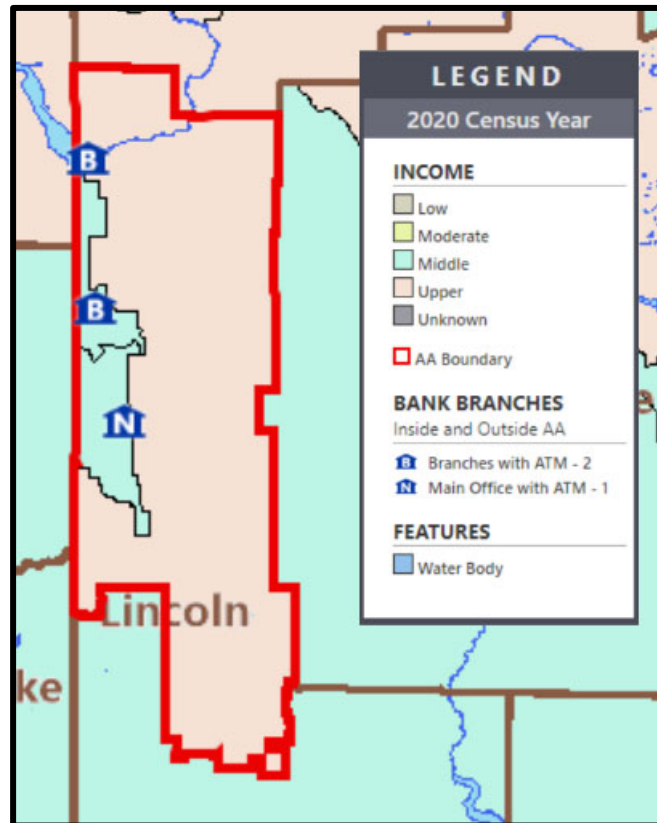 LEGEND
2020 Census Year
INCOME
Low
Moderate
Middle
Upper
Unknown
AA Boundary
BANK BRANCHES
Inside and Outside AA
B Branches with ATM - 2
N Main Office with ATM - 1
FEATURES
Water Body
B
B
N
Lincoln
ke
e